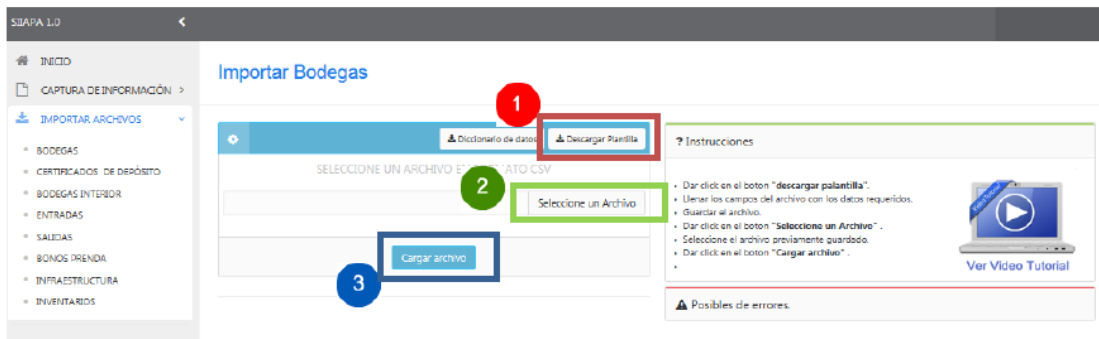 SIIAPA 1.0
INICIO
CAPTURA DE INFORMACIÓN
IMPORTAR ARCHIVOS
BODEGAS
CERTIFICADOS DE DEPÓSITO
BODEGAS INTERIOR
ENTRADAS
SALIDAS
BONOS PRENDA
INFRAESTRUCTURA
INVENTARIOS
Importar Bodegas
1
Diccionario de datos
Descargar Plantilla
SELECCIONE UN ARCHIVO EN FORMATO CSV
2
Seleccione un Archivo
Cargar archivo
3
? Instrucciones
Dar click en el boton "descargar palantilla".
Llenar los campos del archivo con los datos requeridos.
Guardar el archivo.
Dar click en el boton "Seleccione un Archivo" .
Seleccione el archivo previamente guardado.
Dar click en el boton "Cargar archivo" .
Ver Video Tutorial
Posibles de errores.